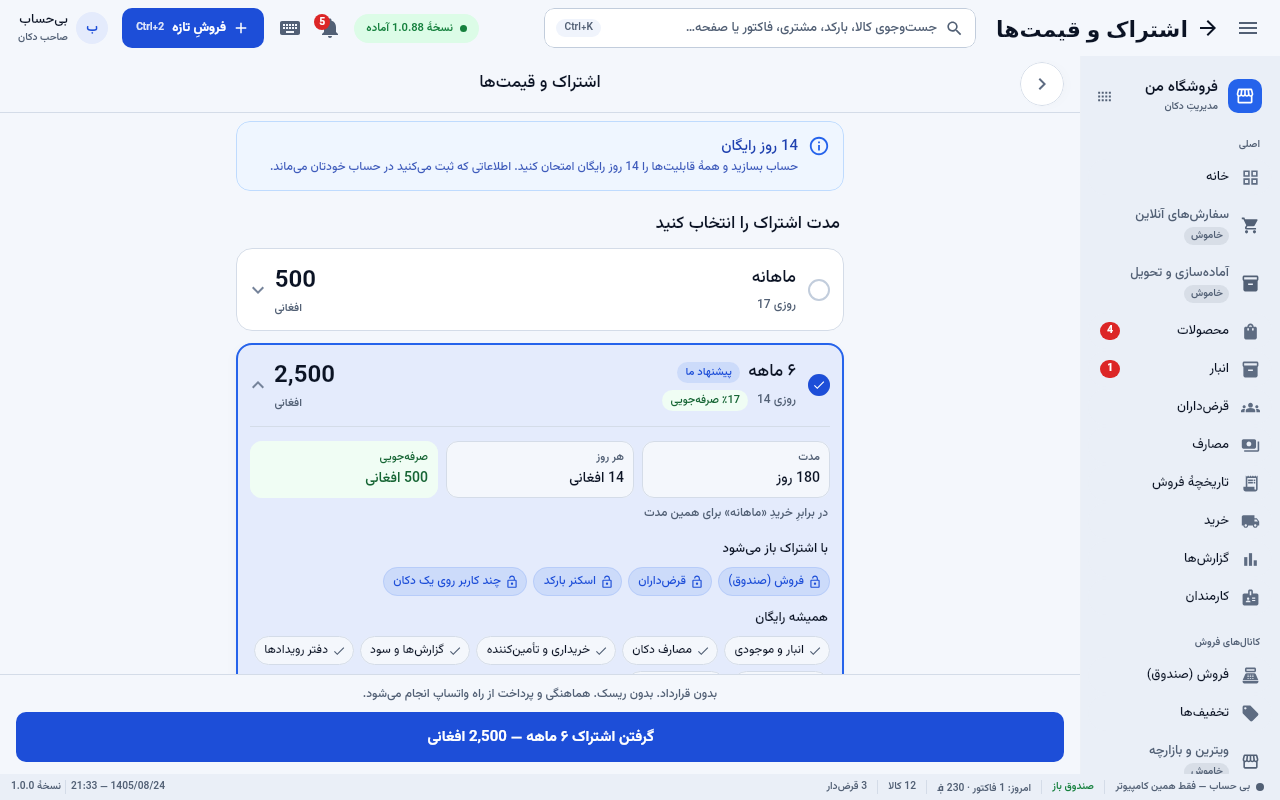 اشتراک و قیمت‌ها
جست‌وجوی کالا، بارکد، مشتری، فاکتور یا صفحه…
Ctrl+K
نسخهٔ 1.0.88 آماده
5
فروش تازه
Ctrl+2
ب
بی‌حساب
صاحب دکان
فروشگاه من
مدیریتِ دکان
اصلی
خانه
سفارش‌های آنلاین
خاموش
آماده‌سازی و تحویل
خاموش
محصولات
4
انبار
1
قرض‌داران
مصارف
تاریخچهٔ فروش
خرید
گزارش‌ها
کارمندان
کانال‌های فروش
فروش (صندوق)
تخفیف‌ها
ویترین و بازارچه
خاموش
اشتراک و قیمت‌ها
14 روز رایگان
حساب بسازید و همهٔ قابلیت‌ها را 14 روز رایگان امتحان کنید. اطلاعاتی که ثبت می‌کنید در حساب خودتان می‌ماند.
مدت اشتراک را انتخاب کنید
ماهانه
روزی 17
500
افغانی
۶ ماهه
پیشنهاد ما
روزی 14
17٪ صرفه‌جویی
2,500
افغانی
مدت
180 روز
هر روز
14 افغانی
صرفه‌جویی
500 افغانی
در برابرِ خریدِ «ماهانه» برای همین مدت
با اشتراک باز می‌شود
فروش (صندوق)
قرض‌داران
اسکنر بارکد
چند کاربر روی یک دکان
همیشه رایگان
انبار و موجودی
مصارف دکان
خریداری و تأمین‌کننده
گزارش‌ها و سود
دفتر رویدادها
بدون قرارداد. بدون ریسک. هماهنگی و پرداخت از راه واتساپ انجام می‌شود.
گرفتن اشتراک ۶ ماهه — 2,500 افغانی
بی حساب — فقط همین کامپیوتر
صندوق باز
امروز: 1 فاکتور · 230 ؋
12 کالا
3 قرض‌دار
1405/08/24 — 21:33
نسخهٔ 1.0.0